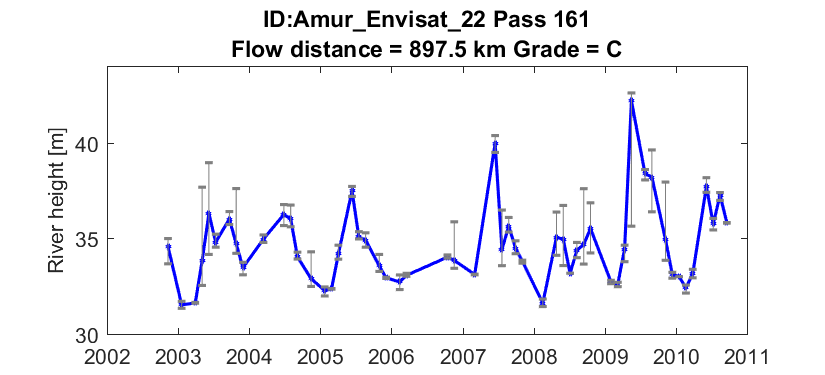 ID:Amur_Envisat_22 Pass 161
Flow distance = 897.5 km Grade = C
River height [m]
40
35
30
2002 2003 2004 2005 2006 2007 2008 2009 2010 2011